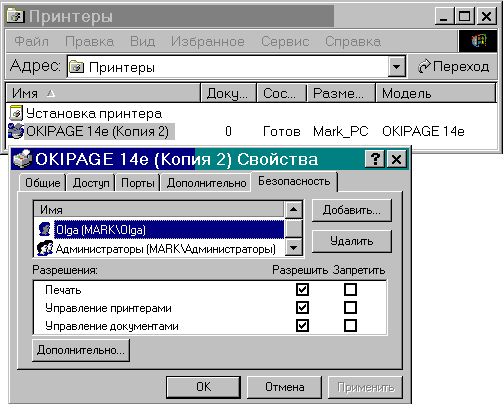 Принтеры
Файл Правка Вид Избранное Сервис Справка
Адрес: Принтеры Переход
Имя Доку... Сос... Разме... Модель
Установка принтера
OKIPAGE 14e (Копия 2) 0 Готов Mark_PC OKIPAGE 14e
OKIPAGE 14e (Копия 2) Свойства
Общие Доступ Порты Дополнительно Безопасность
Имя
Добавить...
Olga (MARK\Olga)
Удалить
Администраторы (MARK\Администраторы)
Разрешения: Разрешить Запретить
Печать
Управление принтерами
Управление документами
Дополнительно...
OK Отмена Применить